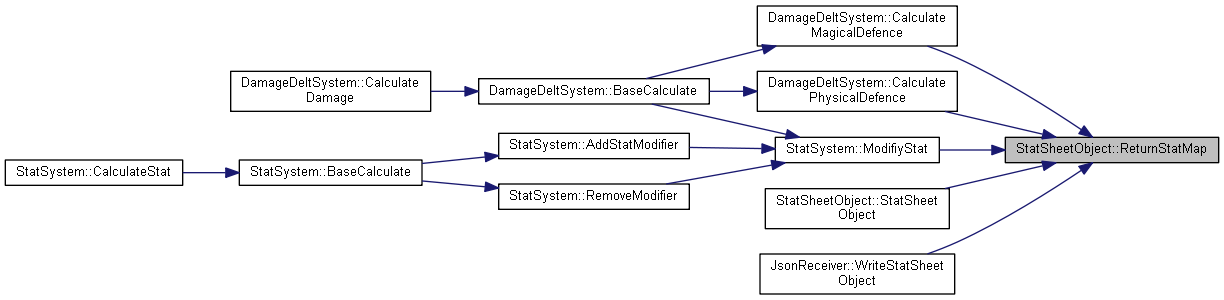 DamageDeltSystem::Calculate
MagicalDefence
DamageDeltSystem::Calculate
Damage
DamageDeltSystem::BaseCalculate
DamageDeltSystem::Calculate
PhysicalDefence
StatSystem::AddStatModifier
StatSystem::ModifiyStat
StatSheetObject::ReturnStatMap
StatSystem::CalculateStat
StatSystem::BaseCalculate
StatSystem::RemoveModifier
StatSheetObject::StatSheet
Object
JsonReceiver::WriteStatSheet
Object